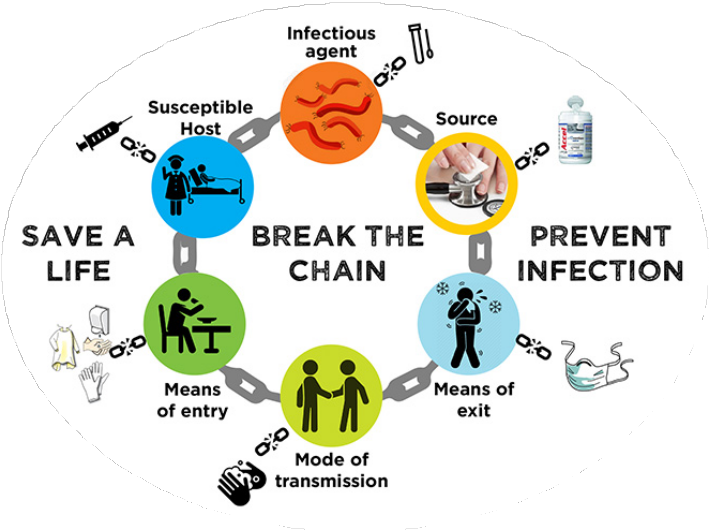 Infectious
agent
Susceptible
Host
Source
Accel
SAVE A
LIFE
BREAK THE
CHAIN
PREVENT
INFECTION
Means
of entry
Means of
exit
Mode of
transmission